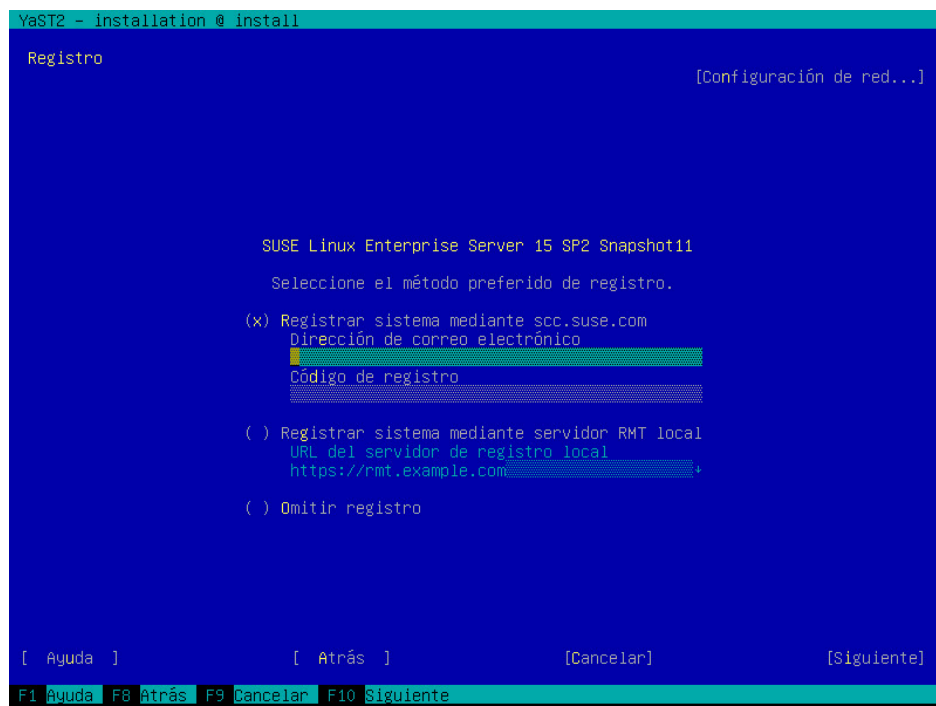 YaST2 - installation @ install
Registro
[Configuración de red...]
SUSE Linux Enterprise Server 15 SP2 Snapshot11
Seleccione el método preferido de registro.
(x) Registrar sistema mediante scc.suse.com
Dirección de correo electrónico
Código de registro
( ) Registrar sistema mediante servidor RMT local
URL del servidor de registro local
https://rmt.example.com
( ) Omitir registro
[ Ayuda ] [ Atrás ] [Cancelar] [Siguiente]
F1 Ayuda F8 Atrás F9 Cancelar F10 Siguiente